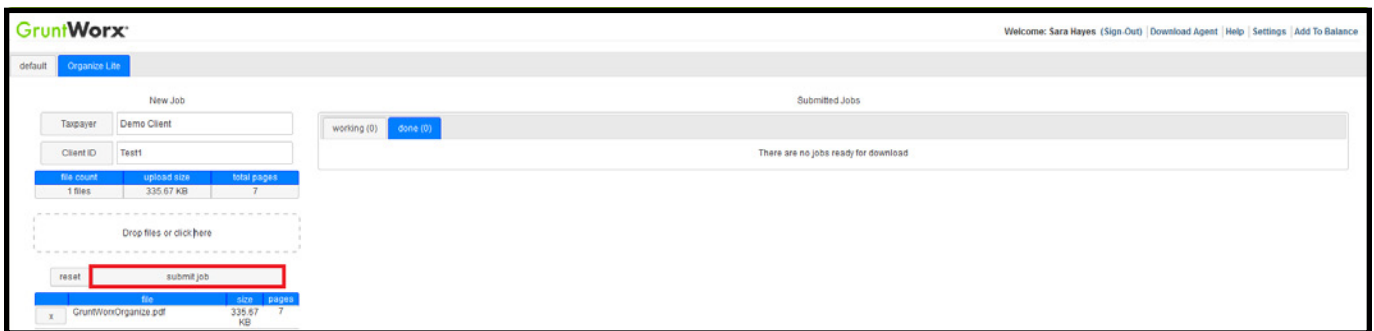 GruntWorx
Welcome: Sara Hayes (Sign-Out) | Download Agent | Help | Settings | Add To Balance
default Organize Lite
New Job
Taxpayer Demo Client
Client ID Test1
file count upload size total pages
1 files 335.67 KB 7
Drop files or click here
reset submit job
file size pages
x GruntWorxOrganize.pdf 335.67 KB 7
Submitted Jobs
working (0) done (0)
There are no jobs ready for download